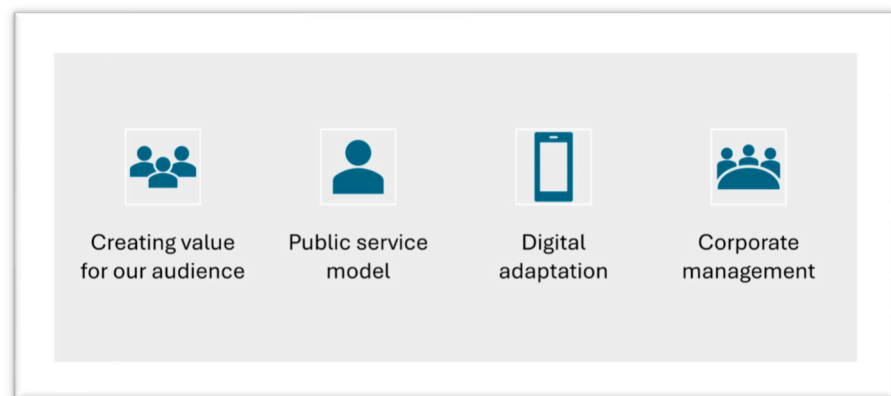 Creating value
for our audience
Public service
model
Digital
adaptation
Corporate
management